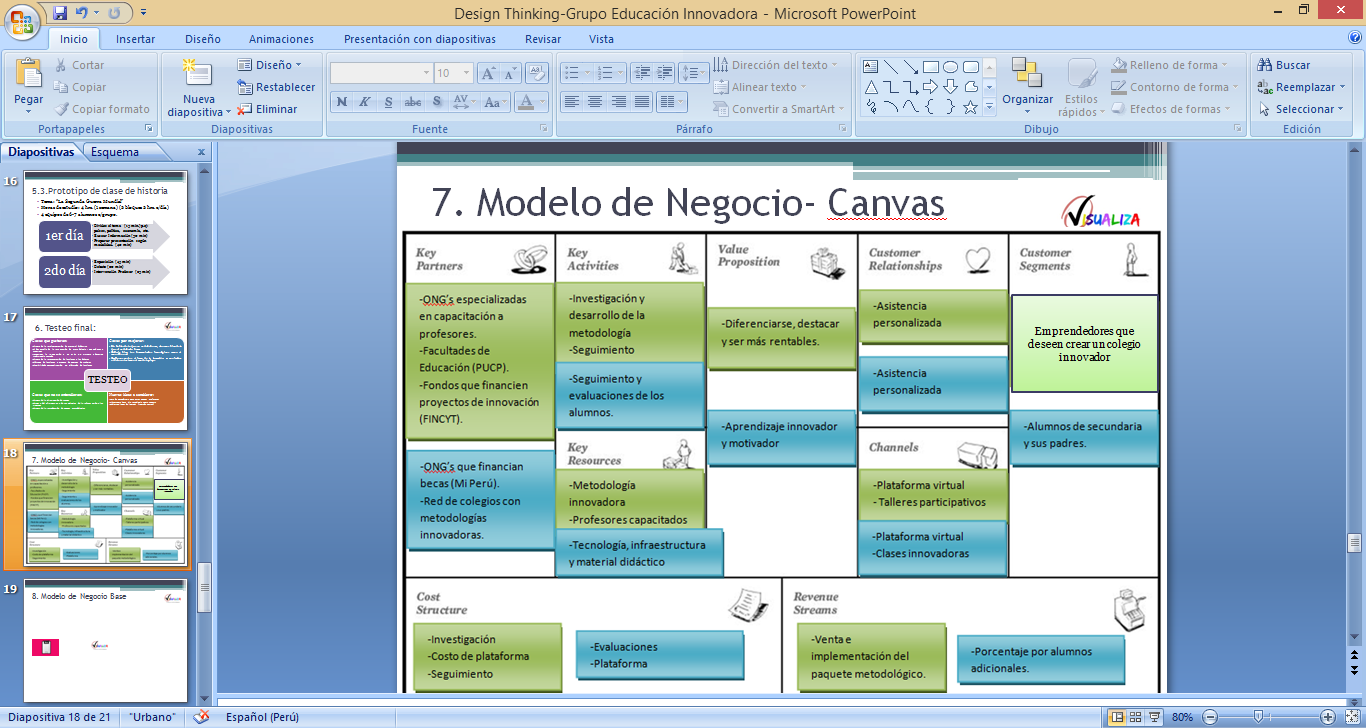 Design Thinking-Grupo Educación Innovadora - Microsoft PowerPoint
Inicio
Insertar
Diseño
Animaciones
Presentación con diapositivas
Revisar
Vista
Pegar
Cortar
Copiar
Copiar formato
Portapapeles
Nueva
diapositiva
Diseño
Restablecer
Eliminar
Diapositivas
10
N K S abc S AV Aa A
Fuente
Dirección del texto
Alinear texto
Convertir a SmartArt
Párrafo
Organizar
Estilos
rápidos
Relleno de forma
Contorno de forma
Efectos de formas
Dibujo
Buscar
Reemplazar
Seleccionar
Edición
Diapositivas
Esquema
16
5.3.Prototipo de clase de historia
1er día
2do día
17
6. Testeo final:
TESTEO
18
7. Modelo de Negocio- Canvas
19
8. Modelo de Negocio Base
7. Modelo de Negocio- Canvas
VISUALIZA
Key
Partners
-ONG's especializadas
en capacitación a
profesores.
-Facultades de
Educación (PUCP).
-Fondos que financien
proyectos de innovación
(FINCYT).
-ONG's que financian
becas (Mi Perú).
-Red de colegios con
metodologías
innovadoras.
Key
Activities
-Investigación y
desarrollo de la
metodología
-Seguimiento
-Seguimiento y
evaluaciones de los
alumnos.
Key
Resources
-Metodología
innovadora
-Profesores capacitados
-Tecnología, infraestructura
y material didáctico
Value
Proposition
-Diferenciarse, destacar
y ser más rentables.
-Aprendizaje innovador
y motivador
Customer
Relationships
-Asistencia
personalizada
-Asistencia
personalizada
Channels
-Plataforma virtual
- Talleres participativos
-Plataforma virtual
-Clases innovadoras
Customer
Segments
Emprendedores que
deseen crear un colegio
innovador
-Alumnos de secundaria
y sus padres.
Cost
Structure
-Investigación
-Costo de plataforma
-Seguimiento
-Evaluaciones
-Plataforma
Revenue
Streams
-Venta e
implementación del
paquete metodológico.
-Porcentaje por alumnos
adicionales.
Diapositiva 18 de 21
"Urbano"
Español (Perú)
80%